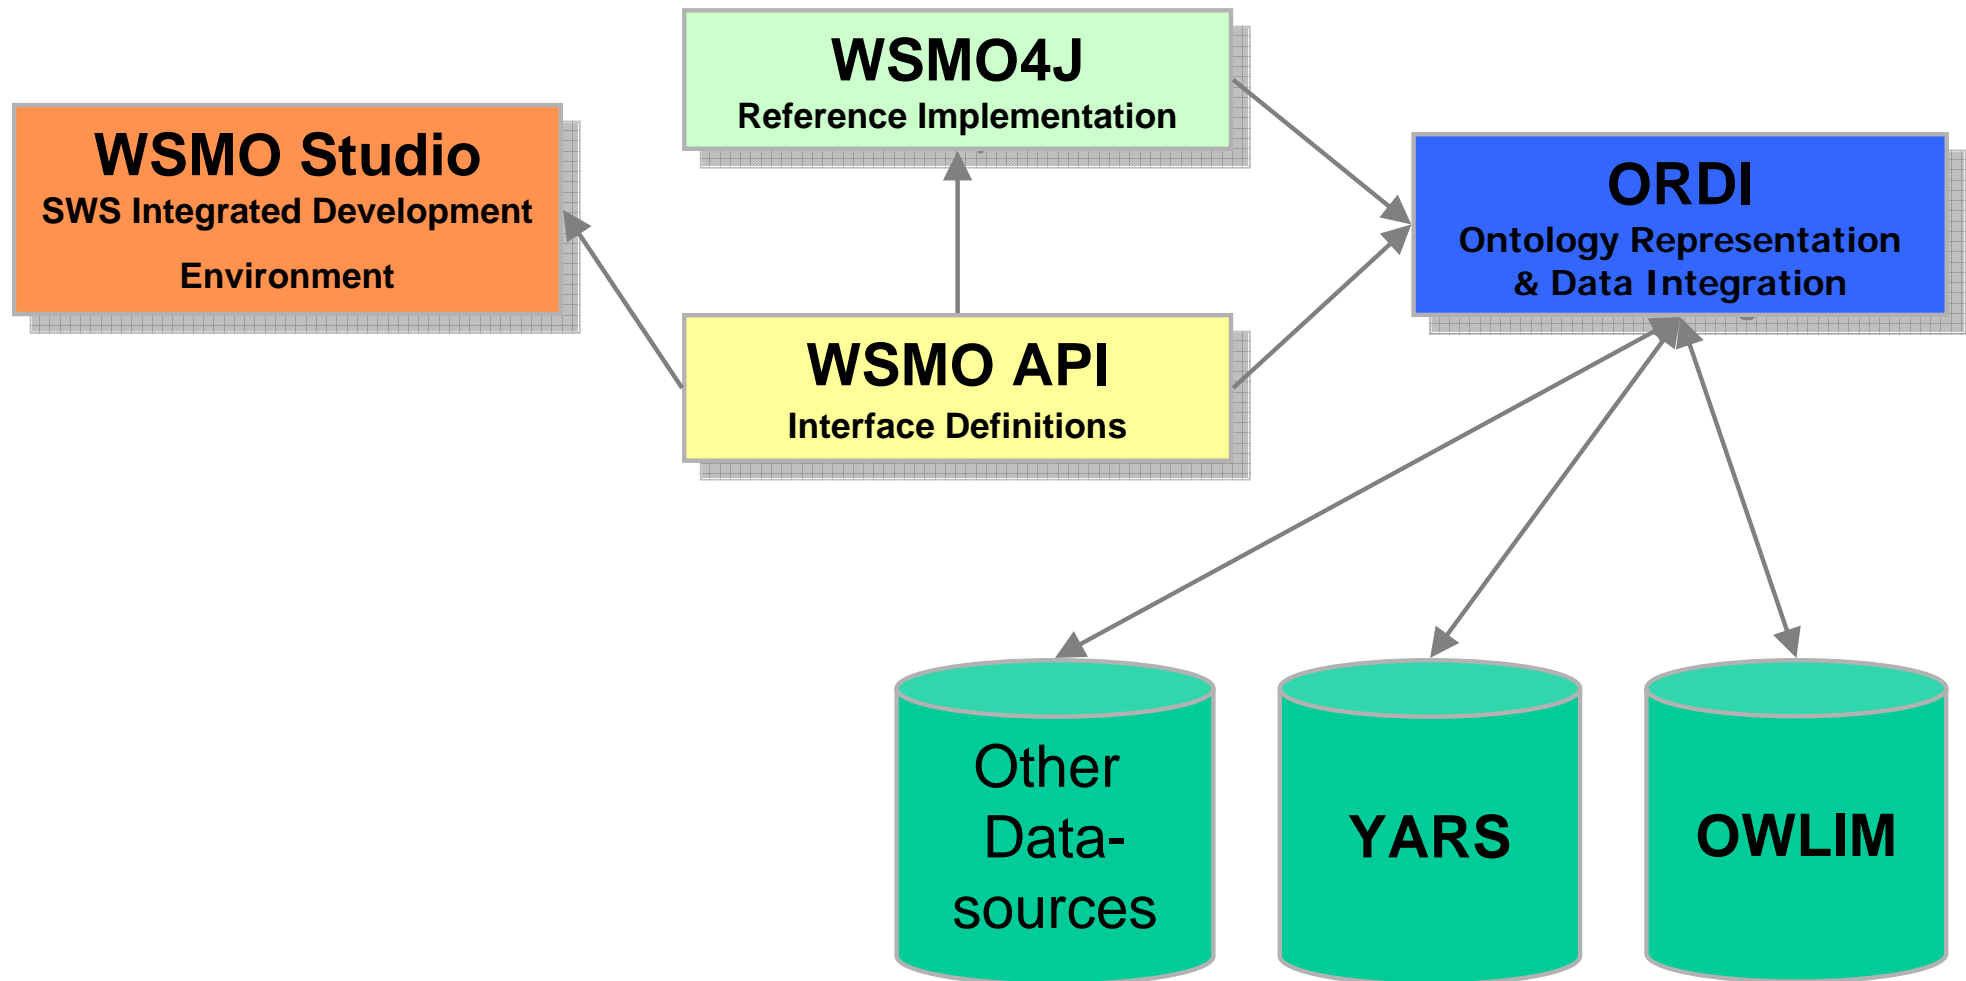 WSMO4J
Reference Implementation
WSMO Studio
SWS Integrated Development
Environment
ORDI
Ontology Representation
& Data Integration
WSMO API
Interface Definitions
Other
Data-
sources
YARS
OWLIM